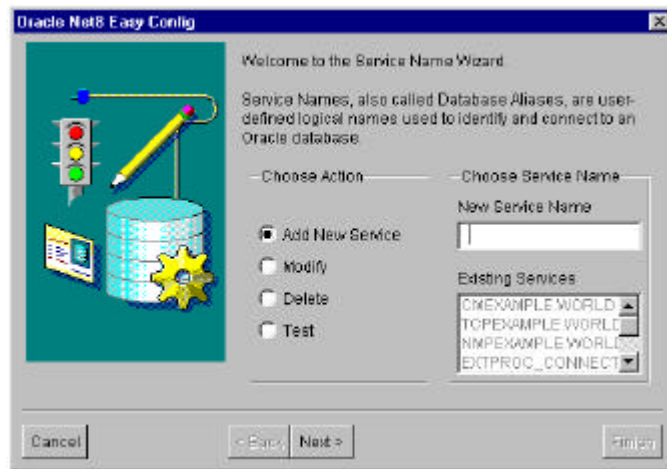 Oracle Net8 Easy Config
Welcome to the Service Name Wizard.
Service Names, also called Database Aliases, are user-
defined logical names used to identify and connect to an
Oracle database.
Choose Action
Add New Service
Modify
Delete
Test
Choose Service Name
New Service Name
Existing Services
CMEXAMPLE.WORLD
TCPEXAMPLE.WORLD
NMPEXAMPLE.WORLD
EXTPROC_CONNECT
Cancel
< Back
Next >
Finish